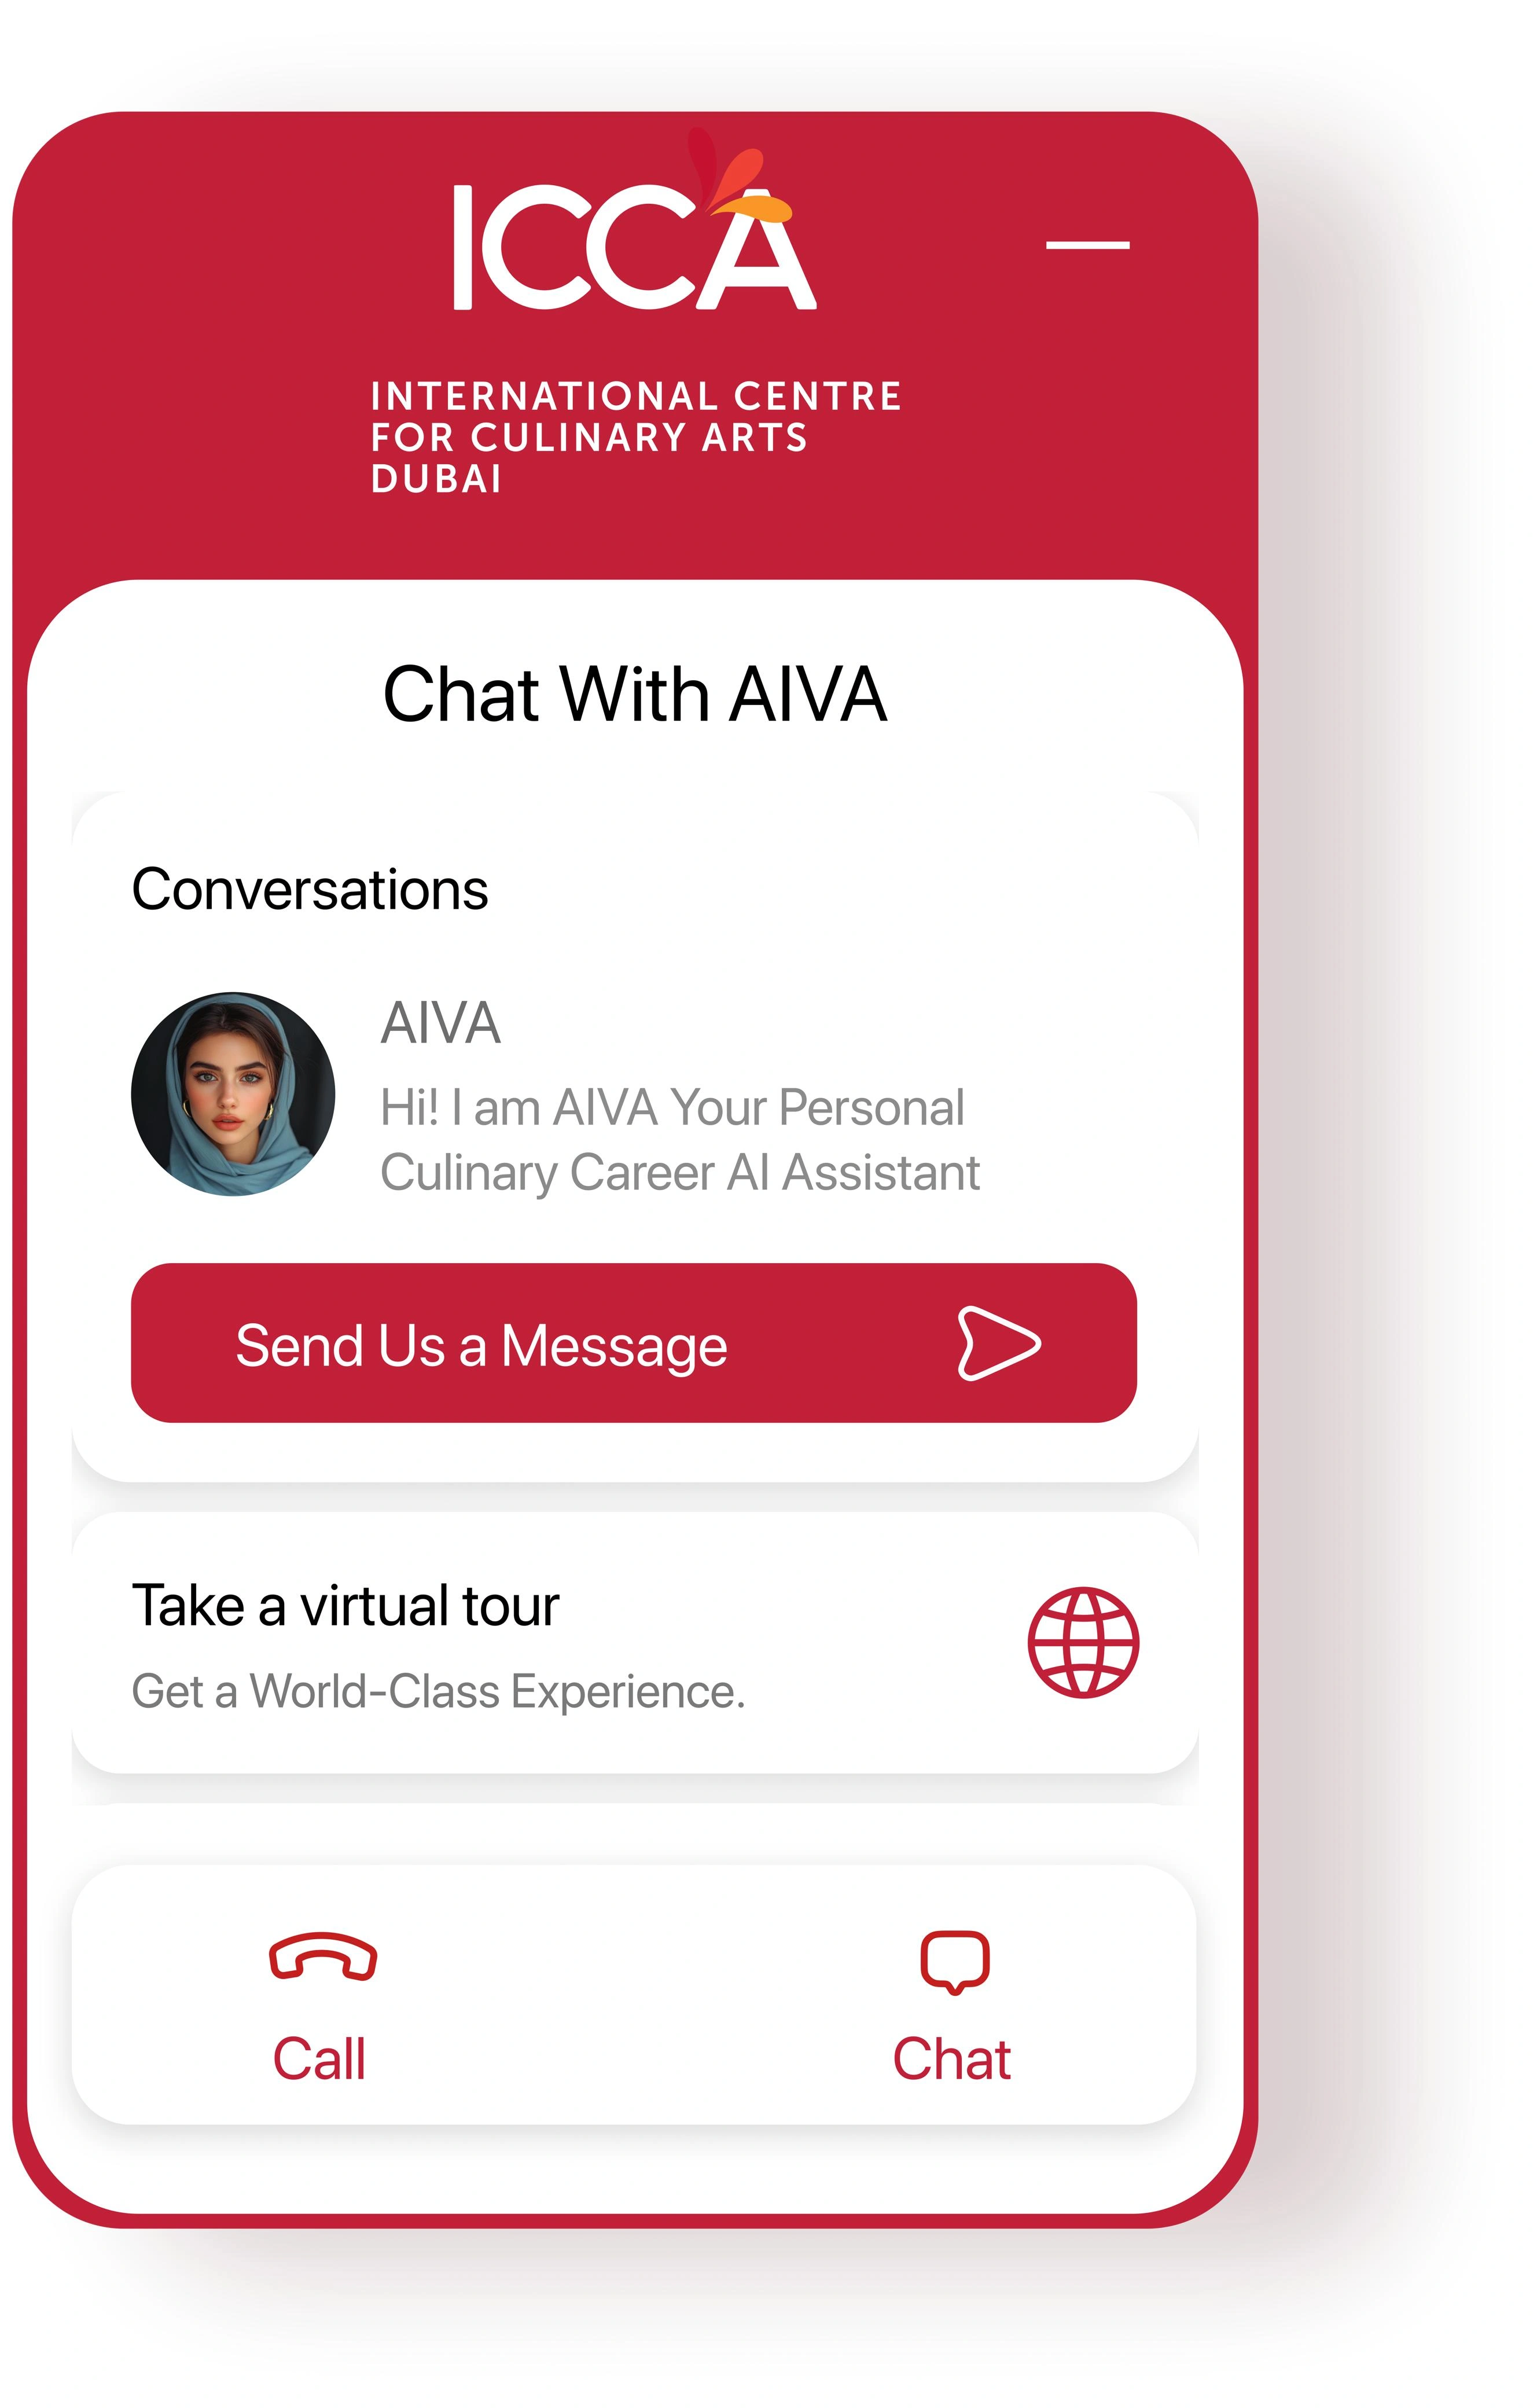 ICCA
INTERNATIONAL CENTRE
FOR CULINARY ARTS
DUBAI
Chat With AIVA
Conversations
AIVA
Hi! I am AIVA Your Personal
Culinary Career AI Assistant
Send Us a Message
Take a virtual tour
Get a World-Class Experience.
Call
Chat